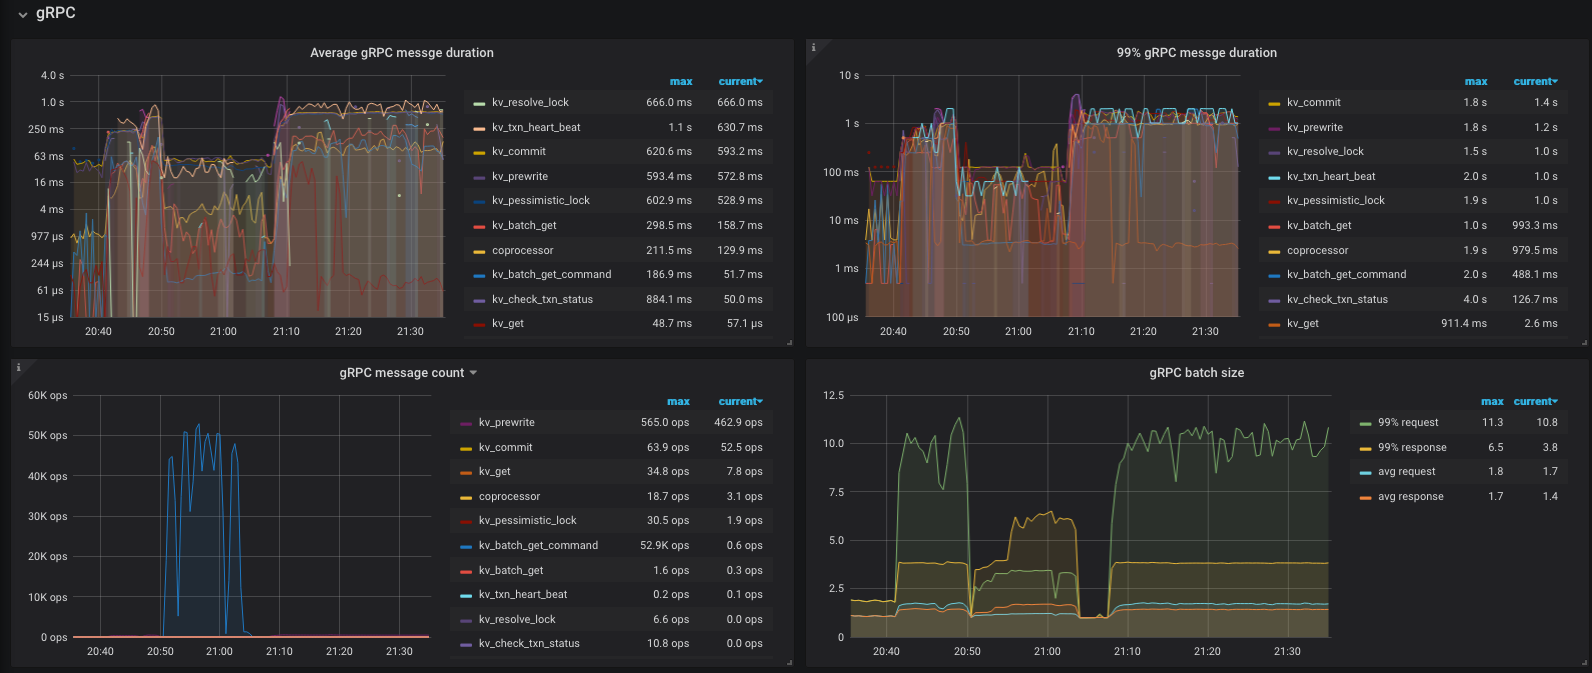 gRPC
Average gRPC messge duration
4.0 s
1.0 s
250 ms
63 ms
16 ms
4 ms
977 µs
244 µs
61 µs
15 µs
20:40 20:50 21:00 21:10 21:20 21:30
max current
kv_resolve_lock 666.0 ms 666.0 ms
kv_txn_heart_beat 1.1 s 630.7 ms
kv_commit 620.6 ms 593.2 ms
kv_prewrite 593.4 ms 572.8 ms
kv_pessimistic_lock 602.9 ms 528.9 ms
kv_batch_get 298.5 ms 158.7 ms
coprocessor 211.5 ms 129.9 ms
kv_batch_get_command 186.9 ms 51.7 ms
kv_check_txn_status 884.1 ms 50.0 ms
kv_get 48.7 ms 57.1 µs
i
99% gRPC messge duration
10 s
1 s
100 ms
10 ms
1 ms
100 µs
20:40 20:50 21:00 21:10 21:20 21:30
max current
kv_commit 1.8 s 1.4 s
kv_prewrite 1.8 s 1.2 s
kv_resolve_lock 1.5 s 1.0 s
kv_txn_heart_beat 2.0 s 1.0 s
kv_pessimistic_lock 1.9 s 1.0 s
kv_batch_get 1.0 s 993.3 ms
coprocessor 1.9 s 979.5 ms
kv_batch_get_command 2.0 s 488.1 ms
kv_check_txn_status 4.0 s 126.7 ms
kv_get 911.4 ms 2.6 ms
i
gRPC message count
60K ops
50K ops
40K ops
30K ops
20K ops
10K ops
0 ops
20:40 20:50 21:00 21:10 21:20 21:30
max current
kv_prewrite 565.0 ops 462.9 ops
kv_commit 63.9 ops 52.5 ops
kv_get 34.8 ops 7.8 ops
coprocessor 18.7 ops 3.1 ops
kv_pessimistic_lock 30.5 ops 1.9 ops
kv_batch_get_command 52.9K ops 0.6 ops
kv_batch_get 1.6 ops 0.3 ops
kv_txn_heart_beat 0.2 ops 0.1 ops
kv_resolve_lock 6.6 ops 0.0 ops
kv_check_txn_status 10.8 ops 0.0 ops
gRPC batch size
12.5
10.0
7.5
5.0
2.5
0
20:40 20:50 21:00 21:10 21:20 21:30
max current
99% request 11.3 10.8
99% response 6.5 3.8
avg request 1.8 1.7
avg response 1.7 1.4